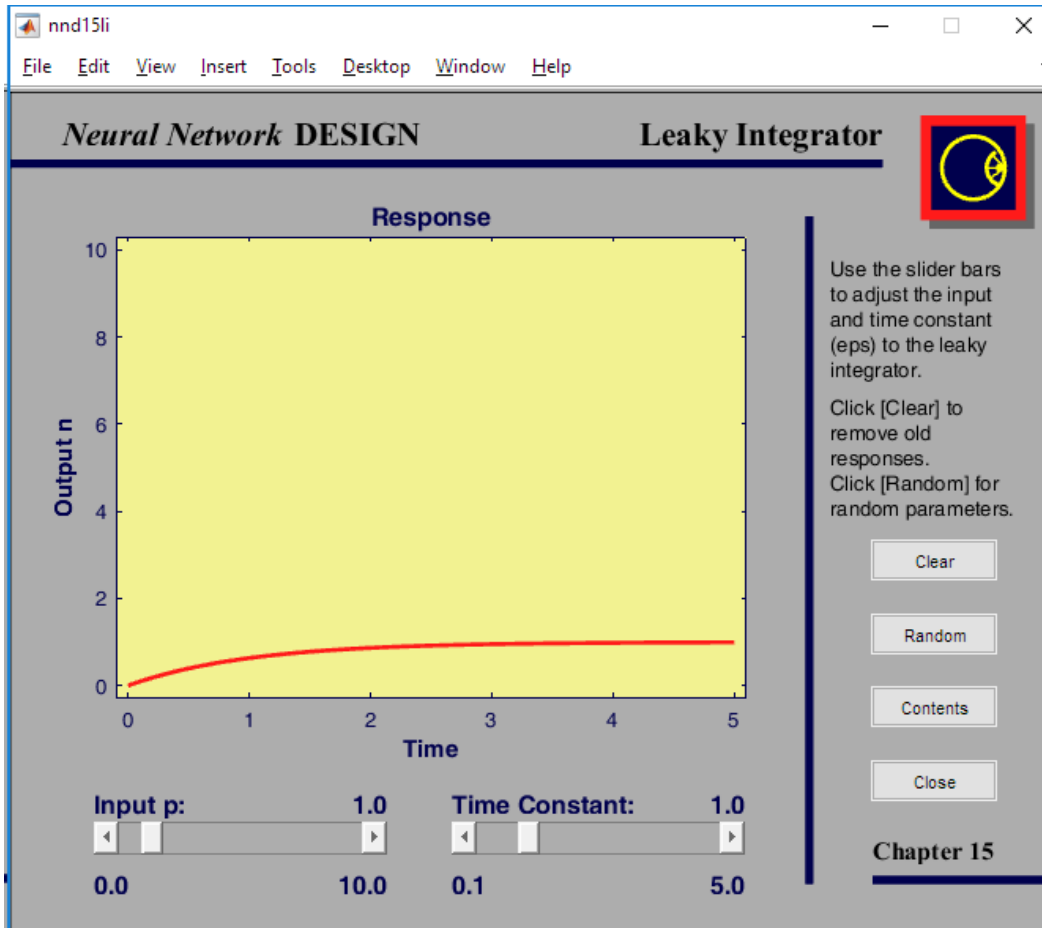 nnd15li
File Edit View Insert Tools Desktop Window Help
Neural Network DESIGN
Leaky Integrator
Response
10
8
6
4
2
0
Output n
0 1 2 3 4 5
Time
Use the slider bars
to adjust the input
and time constant
(eps) to the leaky
integrator.
Click [Clear] to
remove old
responses.
Click [Random] for
random parameters.
Clear
Random
Contents
Close
Input p: 1.0
0.0 10.0
Time Constant: 1.0
0.1 5.0
Chapter 15